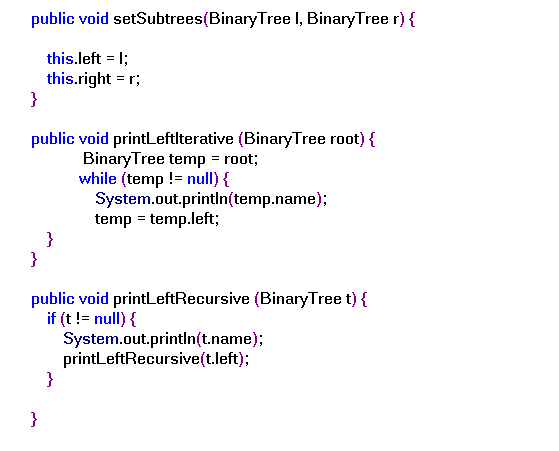 public void setSubtrees(BinaryTree l, BinaryTree r) {
this.left = l;
this.right = r;
}
public void printLeftIterative (BinaryTree root) {
BinaryTree temp = root;
while (temp != null) {
System.out.println(temp.name);
temp = temp.left;
}
}
public void printLeftRecursive (BinaryTree t) {
if (t != null) {
System.out.println(t.name);
printLeftRecursive(t.left);
}
}